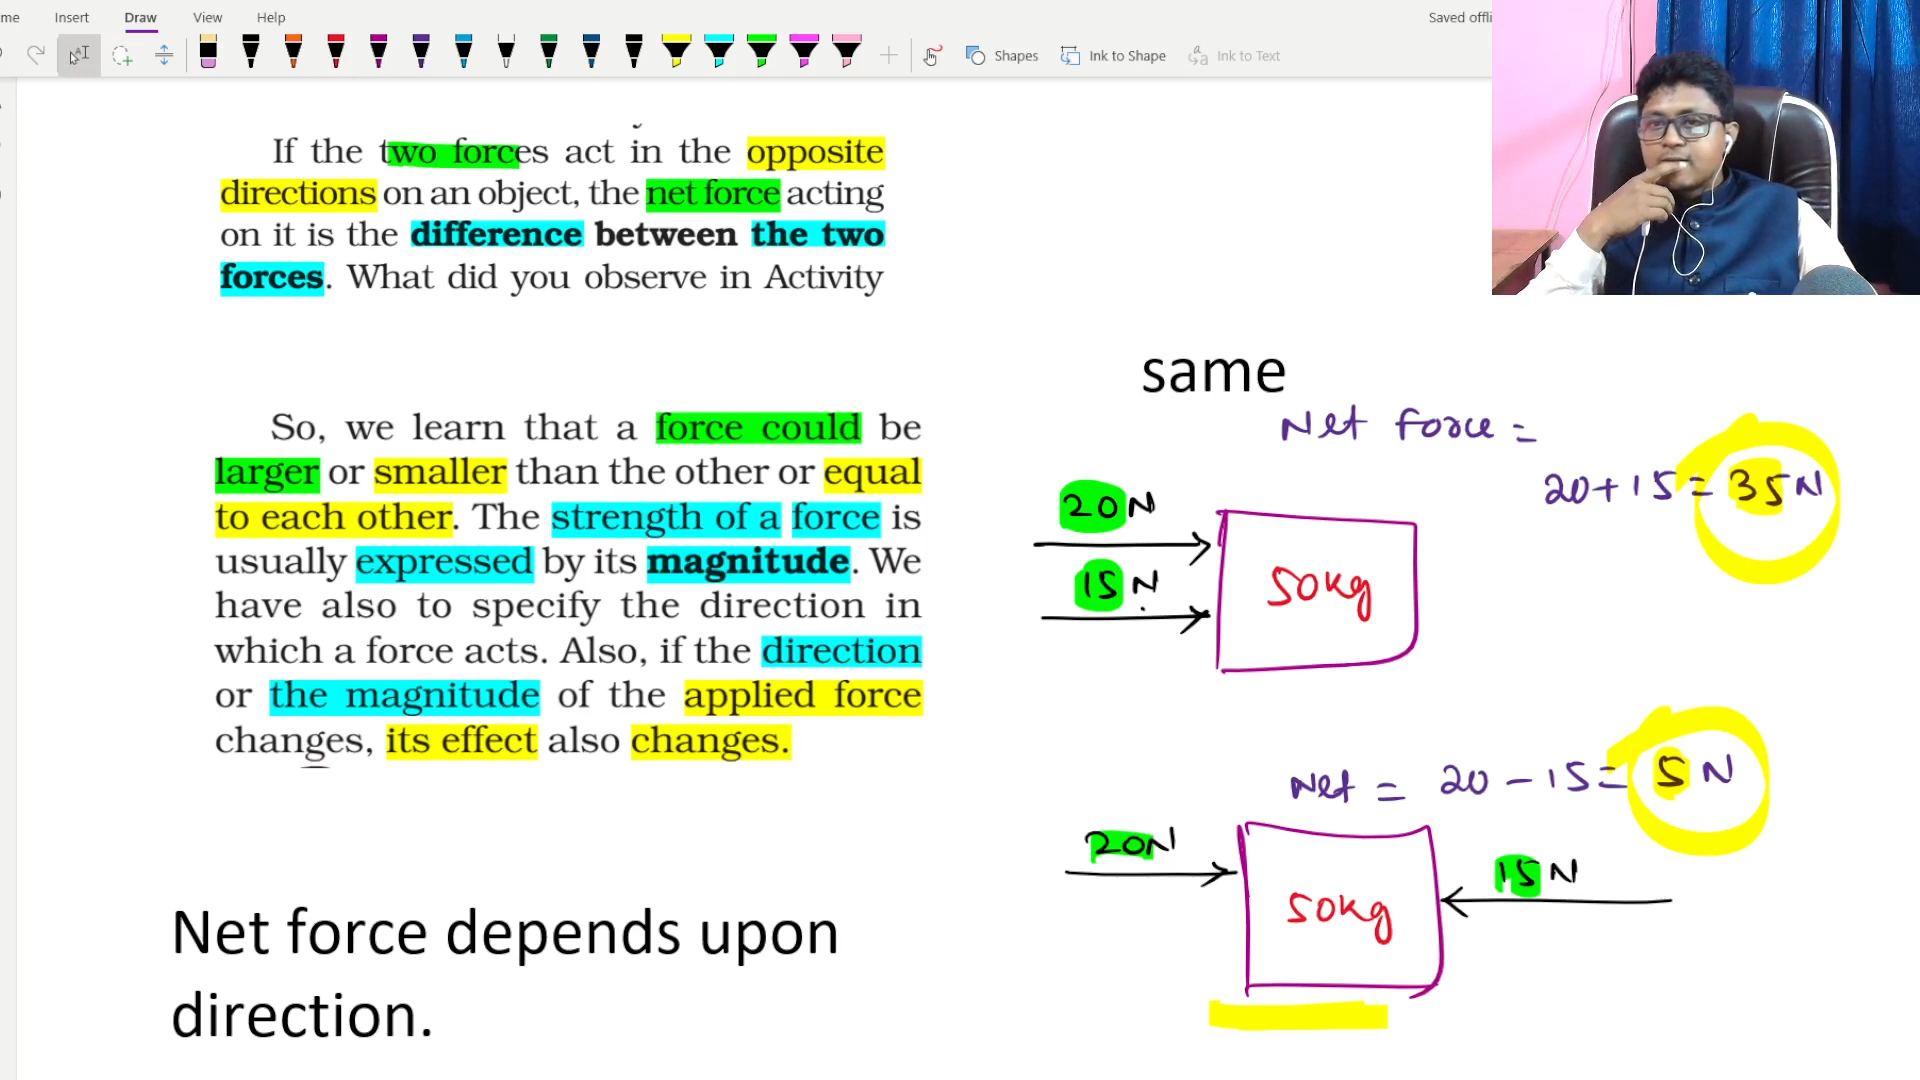 me Insert Draw View Help Saved offli
Shapes Ink to Shape Ink to Text
If the two forces act in the opposite
directions on an object, the net force acting
on it is the difference between the two
forces. What did you observe in Activity
So, we learn that a force could be
larger or smaller than the other or equal
to each other. The strength of a force is
usually expressed by its magnitude. We
have also to specify the direction in
which a force acts. Also, if the direction
or the magnitude of the applied force
changes, its effect also changes.
Net force depends upon
direction.
same
Net force =
20+15 = 35N
20N
15N
50kg
Net = 20 - 15 = 5 N
20N
50kg
15N